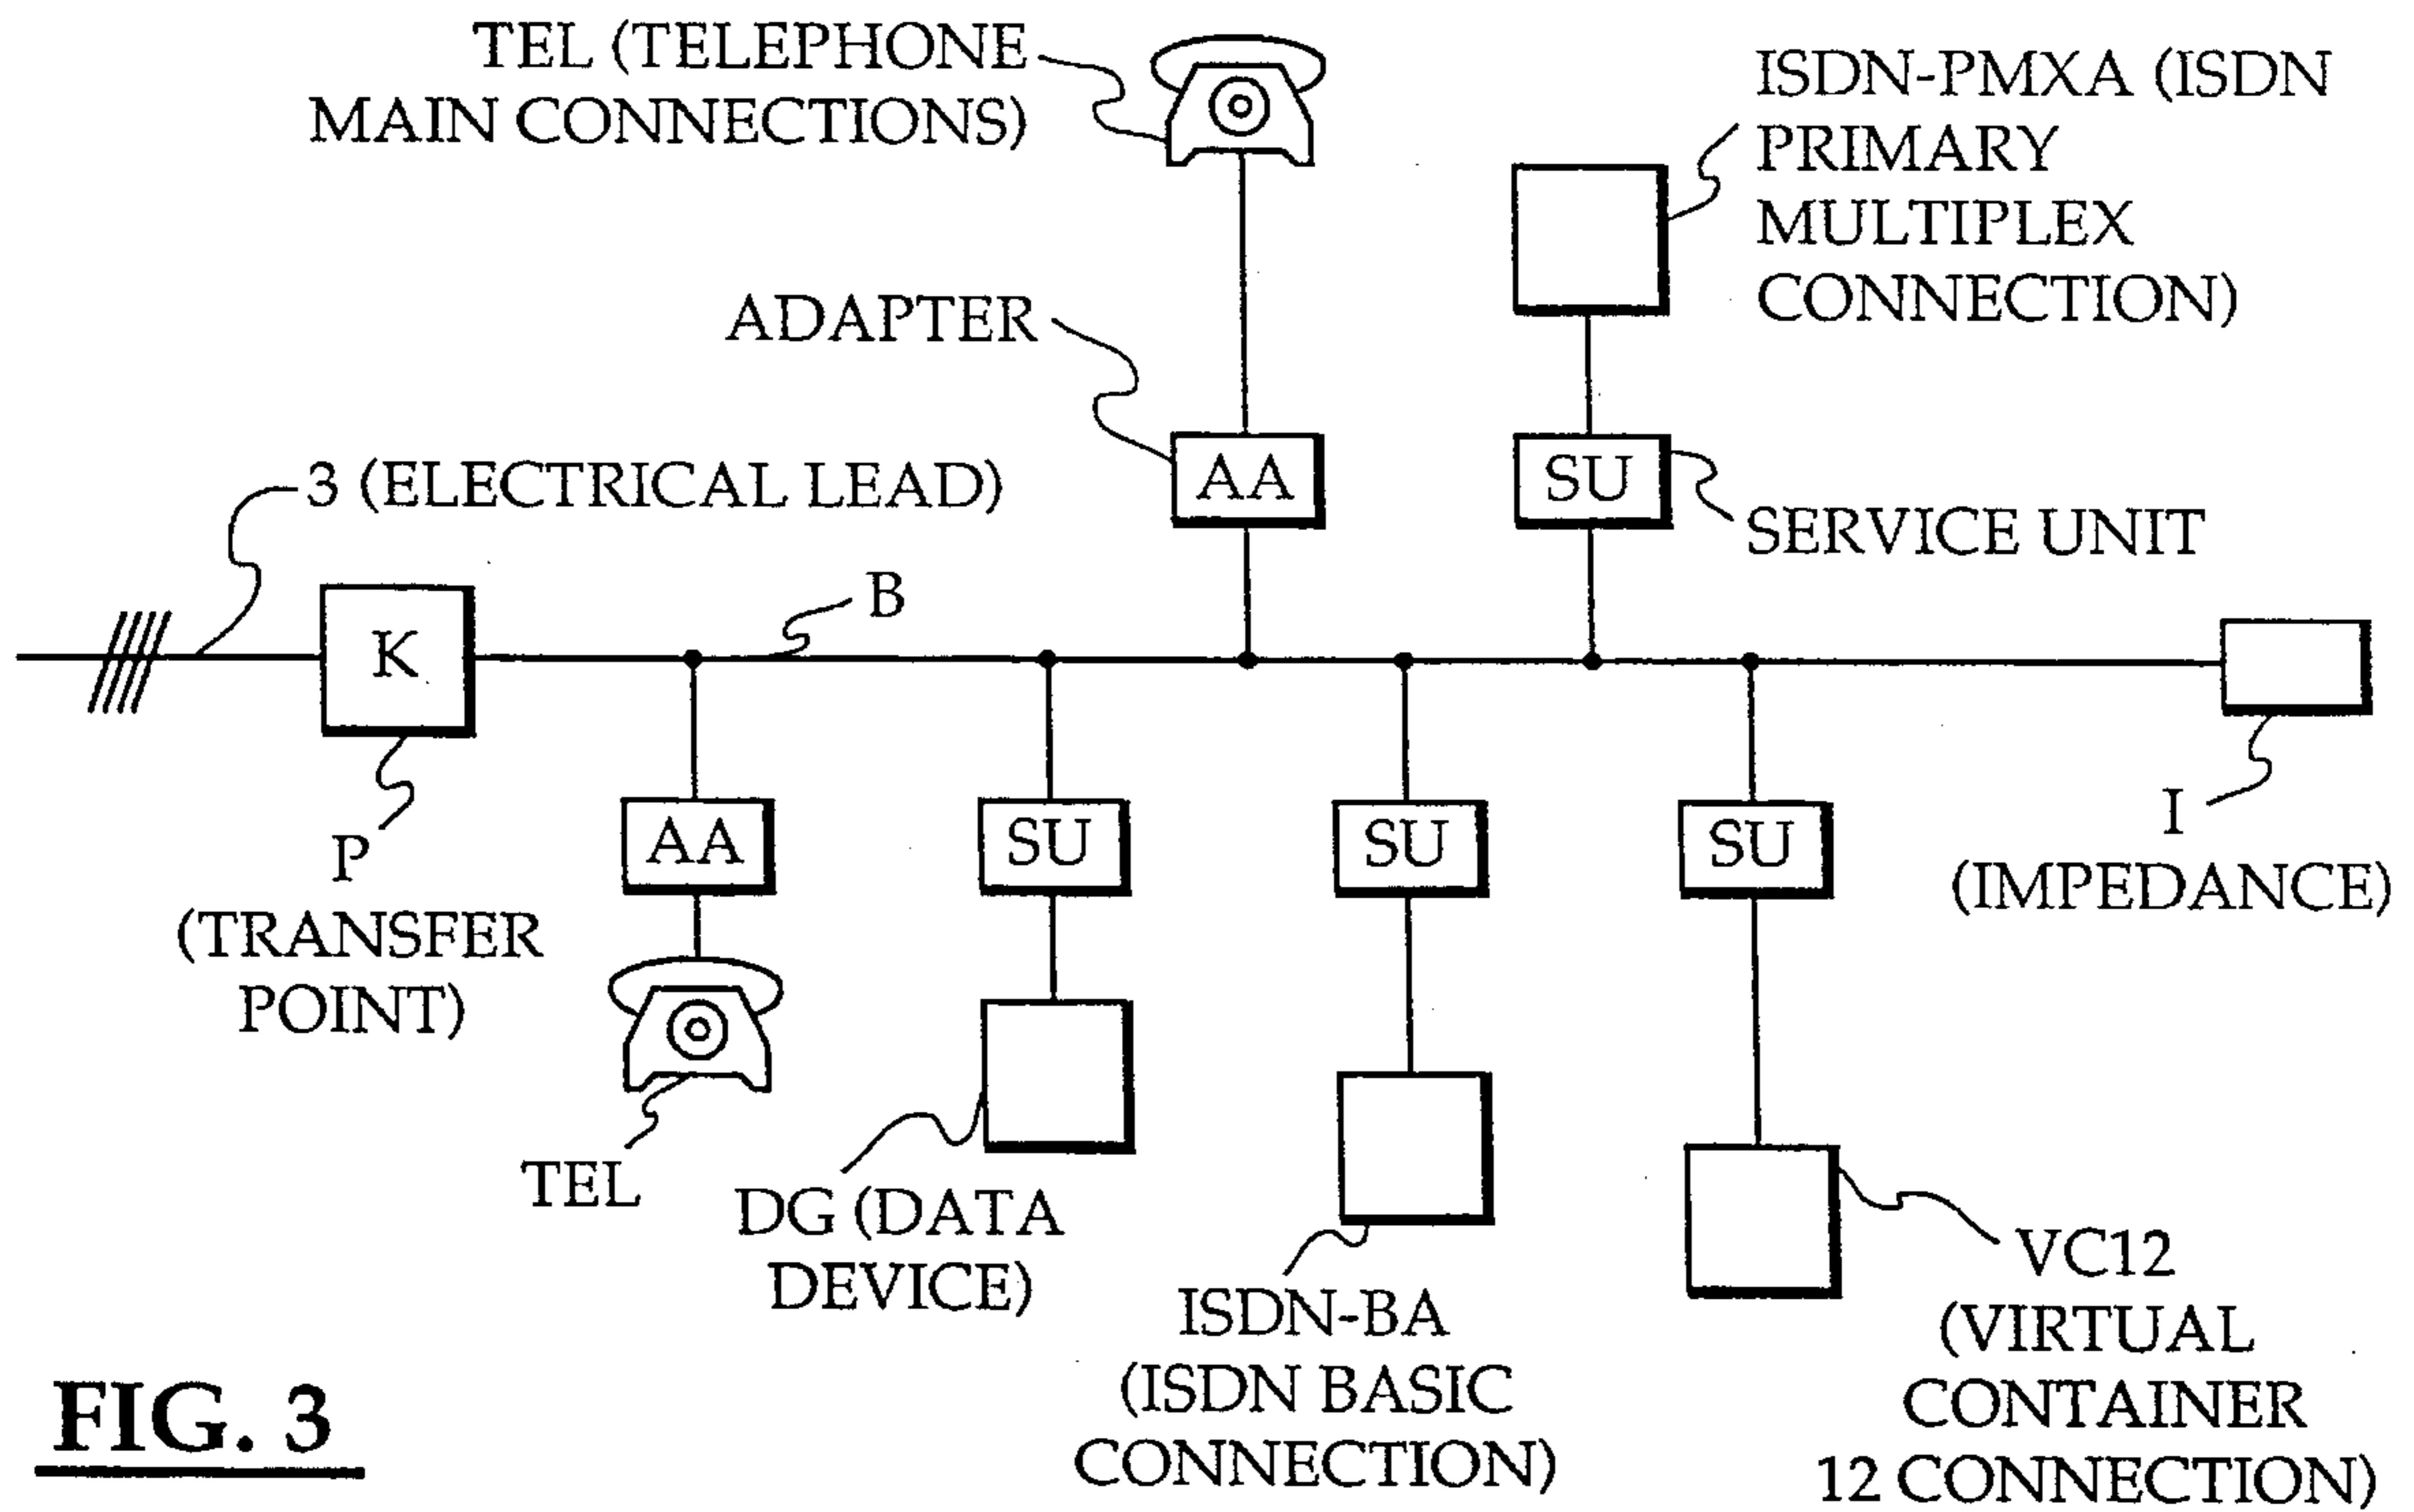 TEL (TELEPHONE
MAIN CONNECTIONS)
ISDN-PMXA (ISDN
PRIMARY
MULTIPLEX
CONNECTION)
ADAPTER
3 (ELECTRICAL LEAD)
AA
SU
SERVICE UNIT
K
B
P
(TRANSFER
POINT)
AA
SU
SU
SU
I
(IMPEDANCE)
TEL
DG (DATA
DEVICE)
ISDN-BA
(ISDN BASIC
CONNECTION)
VC12
(VIRTUAL
CONTAINER
12 CONNECTION)
FIG. 3